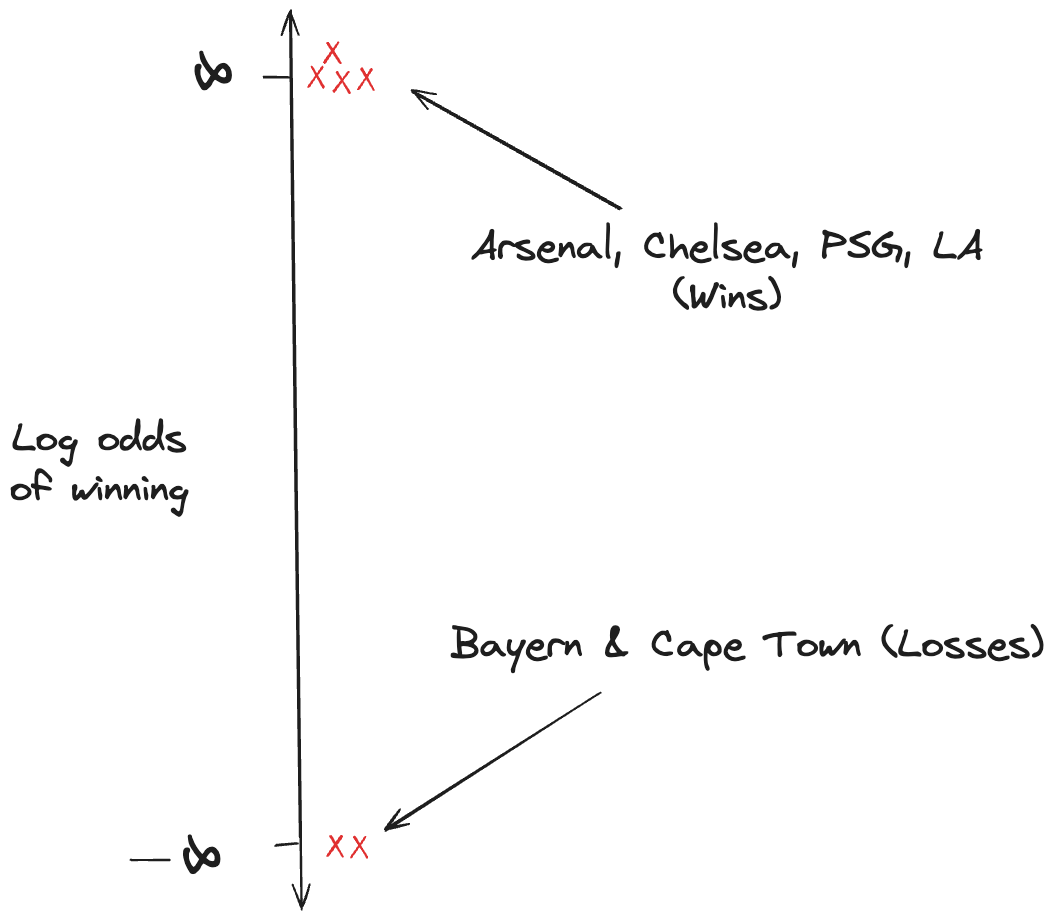 ∞
x
x x x
Arsenal, Chelsea, PSG, LA
(Wins)
Log odds
of winning
Bayern & Cape Town (Losses)
x x
- ∞